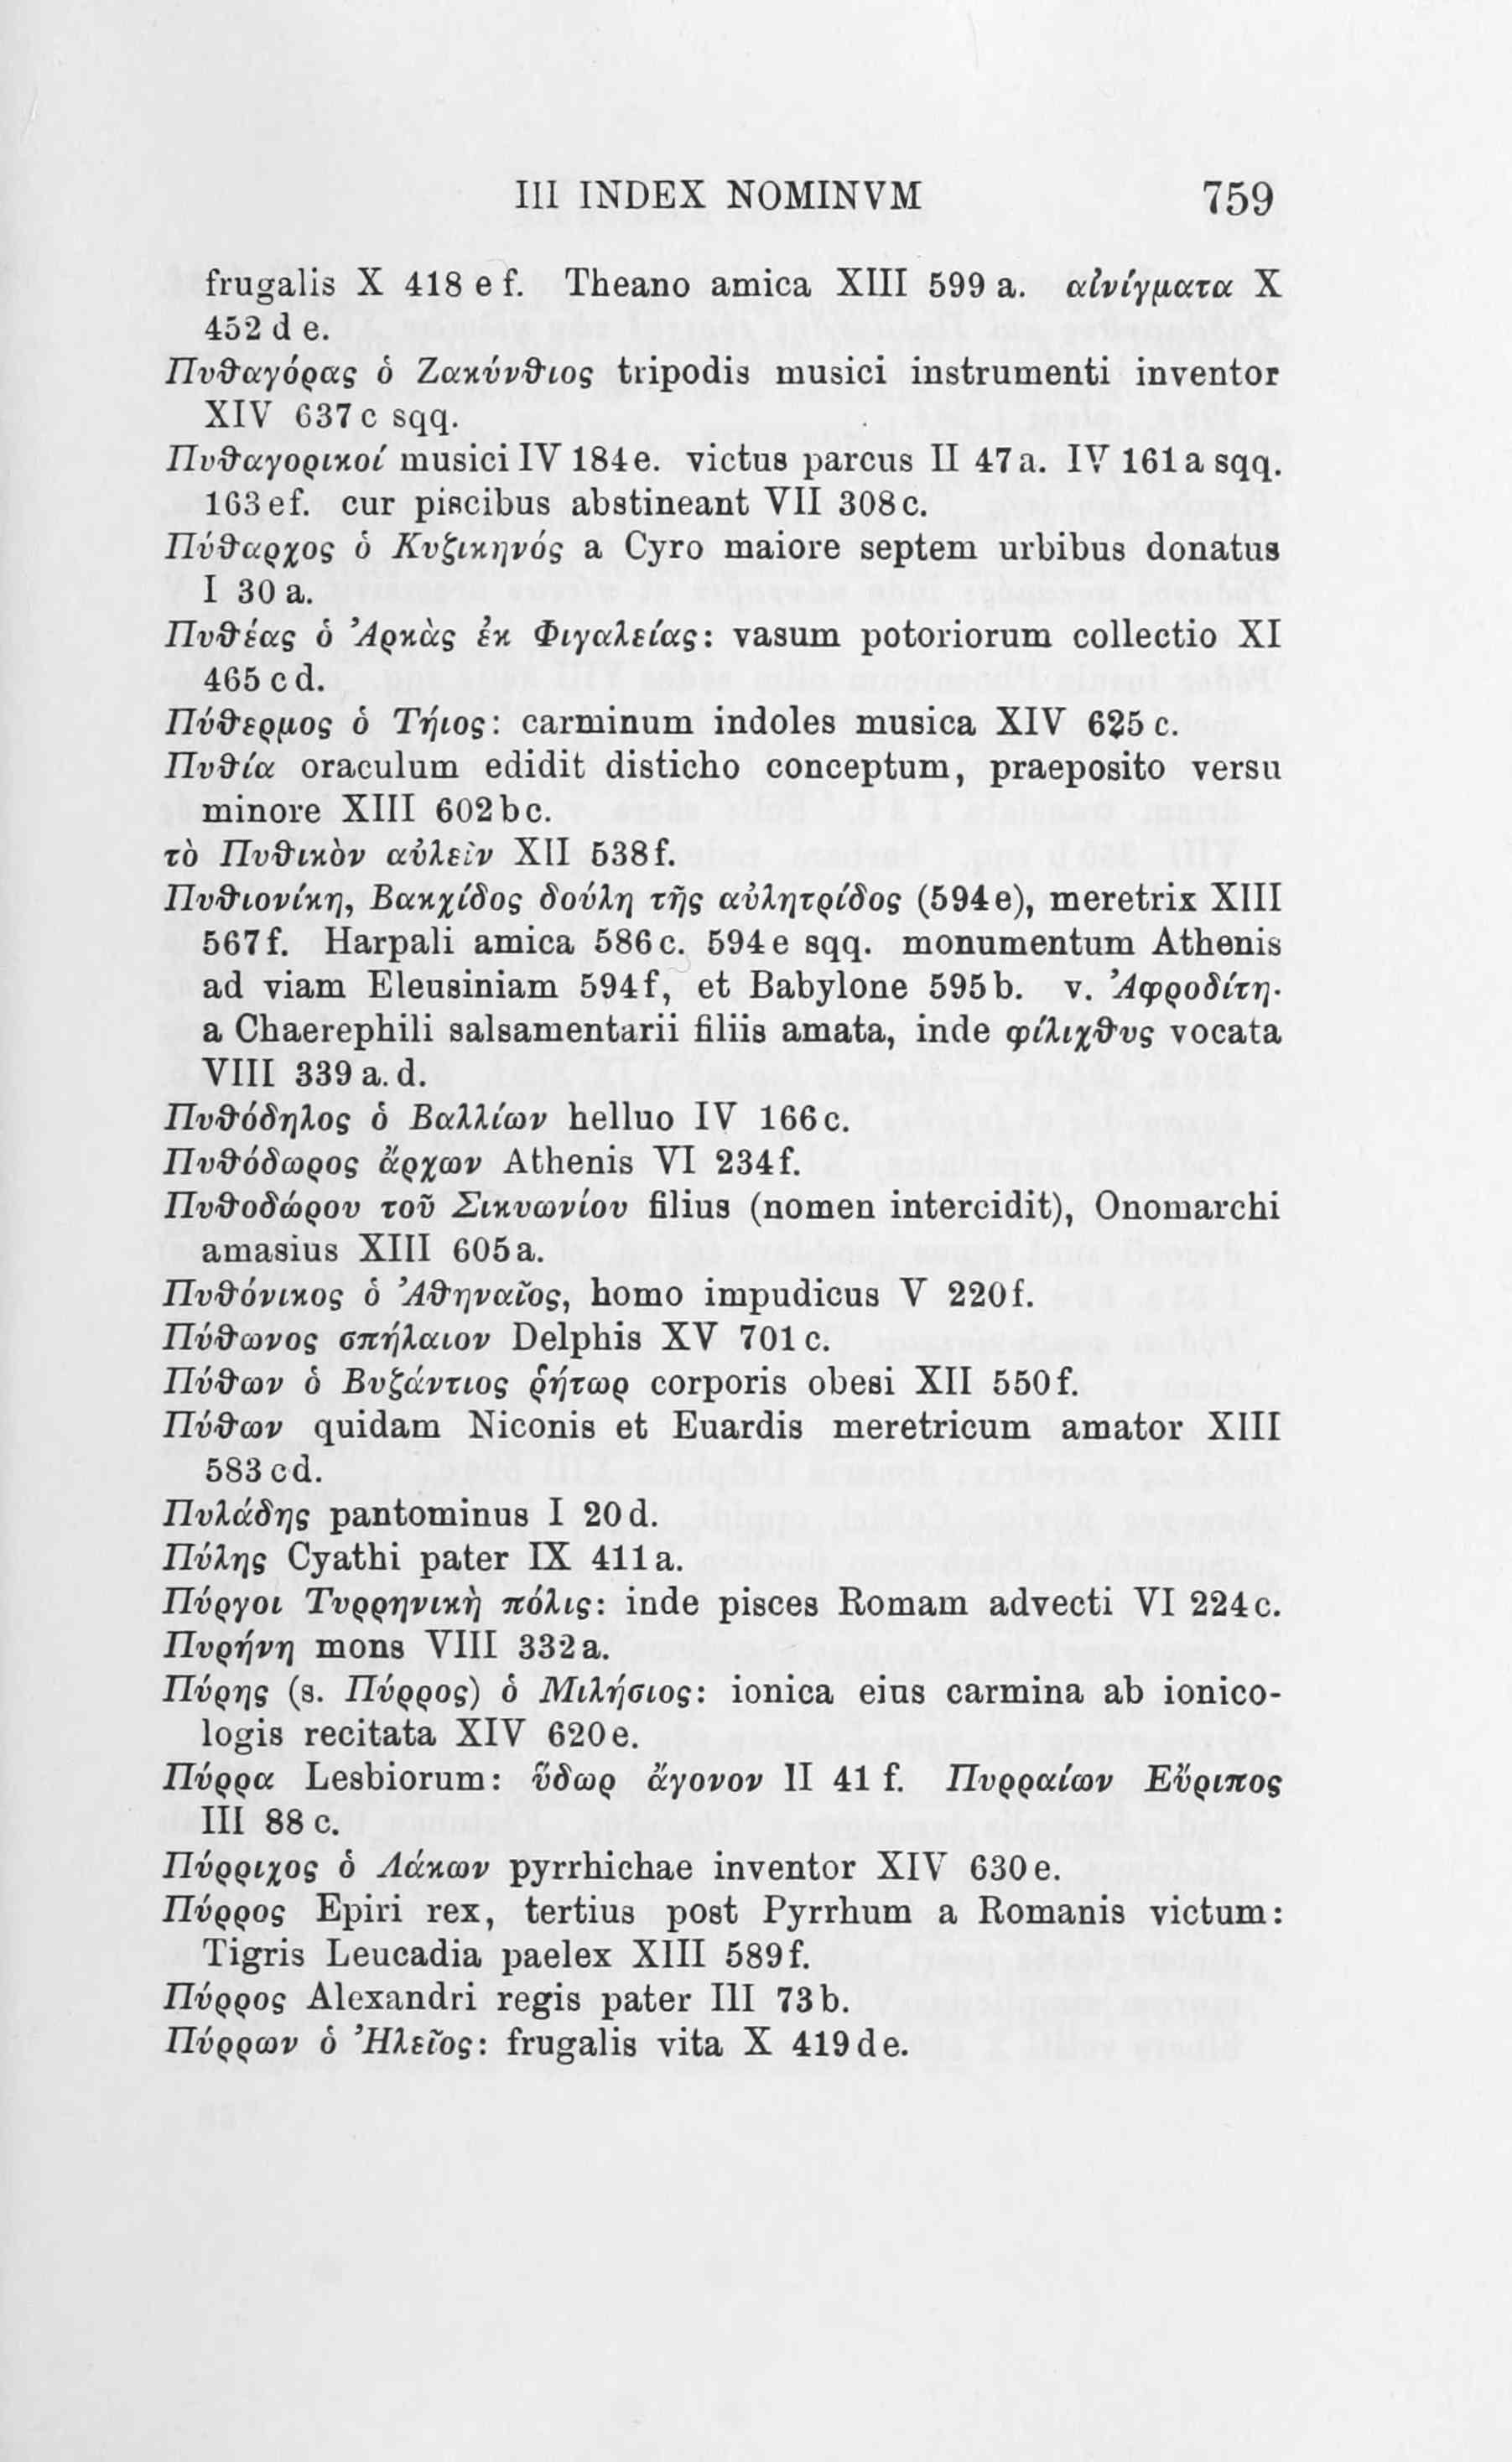 III INDEX NOMINVM 759
frugalis X 418 e f. Theano amica XIII 599 a. αἰνίγματα X
452 d e.
Πυθαγόρας ὁ Ζακύνθιος tripodis musici instrumenti inventor
XIV 637 c sqq.
Πυθαγορικοί musici IV 184 e. victus parcus II 47 a. IV 161 a sqq.
163 ef. cur piscibus abstineant VII 308 c.
Πύθαρχος ὁ Κυζικηνός a Cyro maiore septem urbibus donatus
I 30 a.
Πυθέας ὁ Ἀρκὰς ἐκ Φιγαλείας: vasum potoriorum collectio XI
465 c d.
Πύθερμος ὁ Τήιος: carminum indoles musica XIV 625 c.
Πυθία oraculum edidit disticho conceptum, praeposito versu
minore XIII 602 b c.
τὸ Πυθικὸν αὐλεῖν XII 538 f.
Πυθιονίκη, Βακχίδος δούλη τῆς αὐλητρίδος (594 e), meretrix XIII
567 f. Harpali amica 586 c. 594 e sqq. monumentum Athenis
ad viam Eleusiniam 594 f, et Babylone 595 b. v. Ἀφροδίτη·
a Chaerephili salsamentarii filiis amata, inde φίλιχθυς vocata
VIII 339 a. d.
Πυθόδηλος ὁ Βαλλίων helluo IV 166 c.
Πυθόδωρος ἄρχων Athenis VI 234 f.
Πυθοδώρου τοῦ Σικυωνίου filius (nomen intercidit), Onomarchi
amasius XIII 605 a.
Πυθόνικος ὁ Ἀθηναῖος, homo impudicus V 220 f.
Πύθωνος σπήλαιον Delphis XV 701 c.
Πύθων ὁ Βυζάντιος ῥήτωρ corporis obesi XII 550 f.
Πύθων quidam Niconis et Euardis meretricum amator XIII
583 cd.
Πυλάδης pantominus I 20 d.
Πύλης Cyathi pater IX 411 a.
Πύργοι Τυρρηνικὴ πόλις: inde pisces Romam advecti VI 224 c.
Πυρήνη mons VIII 332 a.
Πύρης (s. Πύρρος) ὁ Μιλήσιος: ionica eius carmina ab ionico-
logis recitata XIV 620 e.
Πύρρα Lesbiorum: ὕδωρ ἄγονον II 41 f. Πυρραίων Εὔριπος
III 88 c.
Πύρριχος ὁ Λάκων pyrrhichae inventor XIV 630 e.
Πύρρος Epiri rex, tertius post Pyrrhum a Romanis victum:
Tigris Leucadia paelex XIII 589 f.
Πύρρος Alexandri regis pater III 73 b.
Πύρρων ὁ Ἠλεῖος: frugalis vita X 419 d e.